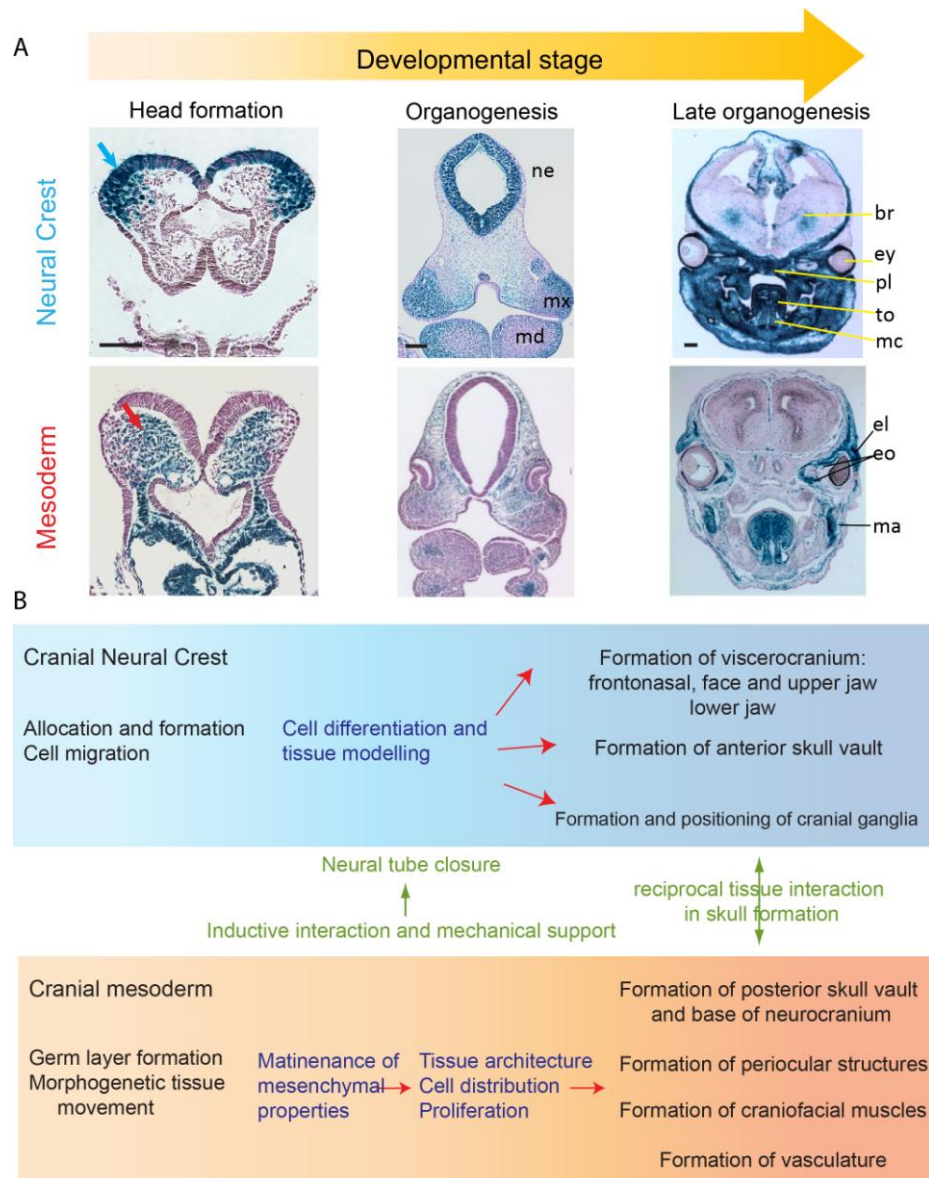 A
Developmental stage
Head formation
Organogenesis
Late organogenesis
Neural Crest
ne
mx
md
br
ey
pl
to
mc
Mesoderm
el
eo
ma
B
Cranial Neural Crest
Allocation and formation
Cell migration
Cell differentiation and
tissue modelling
Formation of viscerocranium:
frontonasal, face and upper jaw
lower jaw
Formation of anterior skull vault
Formation and positioning of cranial ganglia
Neural tube closure
Inductive interaction and mechanical support
reciprocal tissue interaction
in skull formation
Cranial mesoderm
Germ layer formation
Morphogenetic tissue
movement
Matinenance of
mesenchymal
properties
Tissue architecture
Cell distribution
Proliferation
Formation of posterior skull vault
and base of neurocranium
Formation of periocular structures
Formation of craniofacial muscles
Formation of vasculature